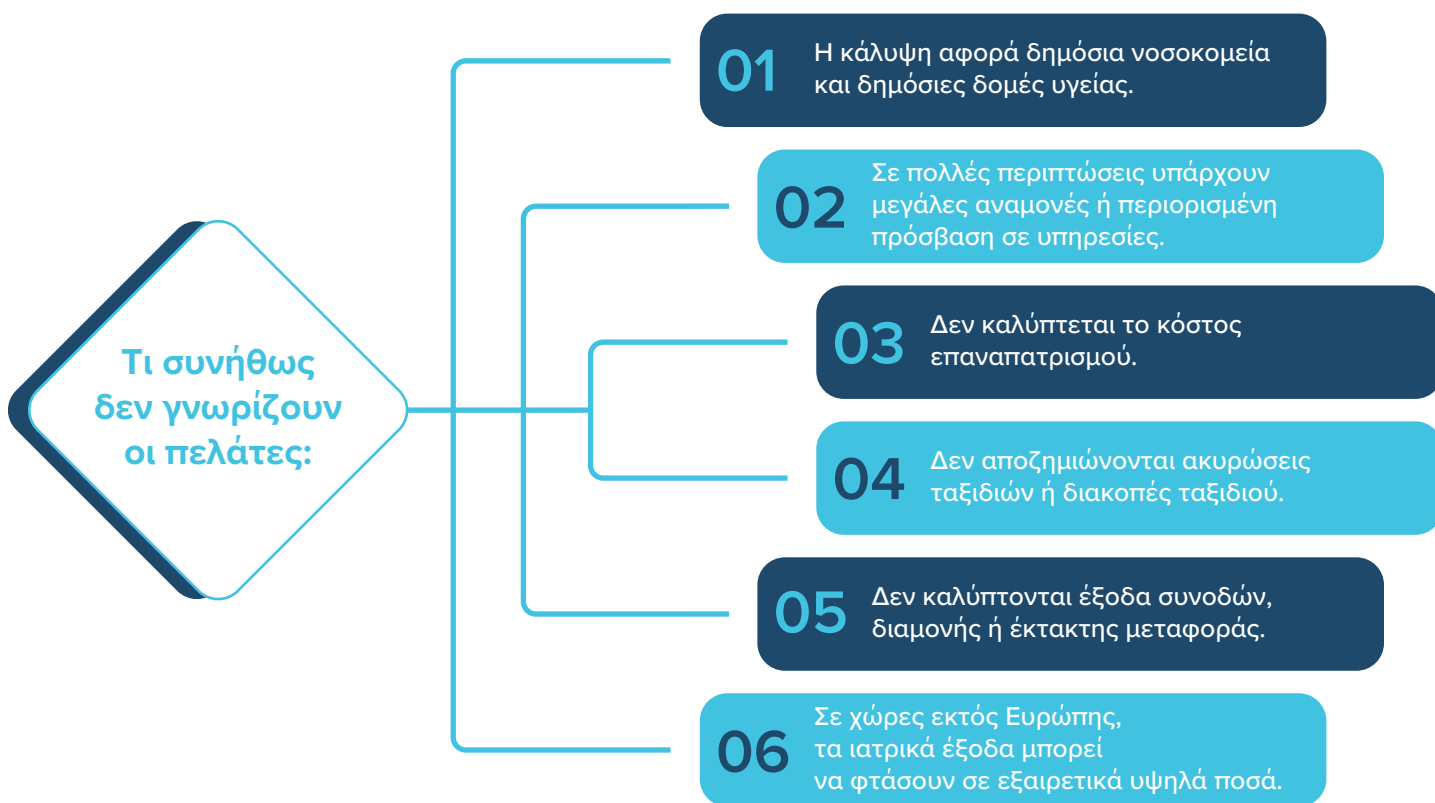 Τι συνήθως
δεν γνωρίζουν
οι πελάτες:
01
Η κάλυψη αφορά δημόσια νοσοκομεία
και δημόσιες δομές υγείας.
02
Σε πολλές περιπτώσεις υπάρχουν
μεγάλες αναμονές ή περιορισμένη
πρόσβαση σε υπηρεσίες.
03
Δεν καλύπτεται το κόστος
επαναπατρισμού.
04
Δεν αποζημιώνονται ακυρώσεις
ταξιδιών ή διακοπές ταξιδιού.
05
Δεν καλύπτονται έξοδα συνοδών,
διαμονής ή έκτακτης μεταφοράς.
06
Σε χώρες εκτός Ευρώπης,
τα ιατρικά έξοδα μπορεί
να φτάσουν σε εξαιρετικά υψηλά ποσά.